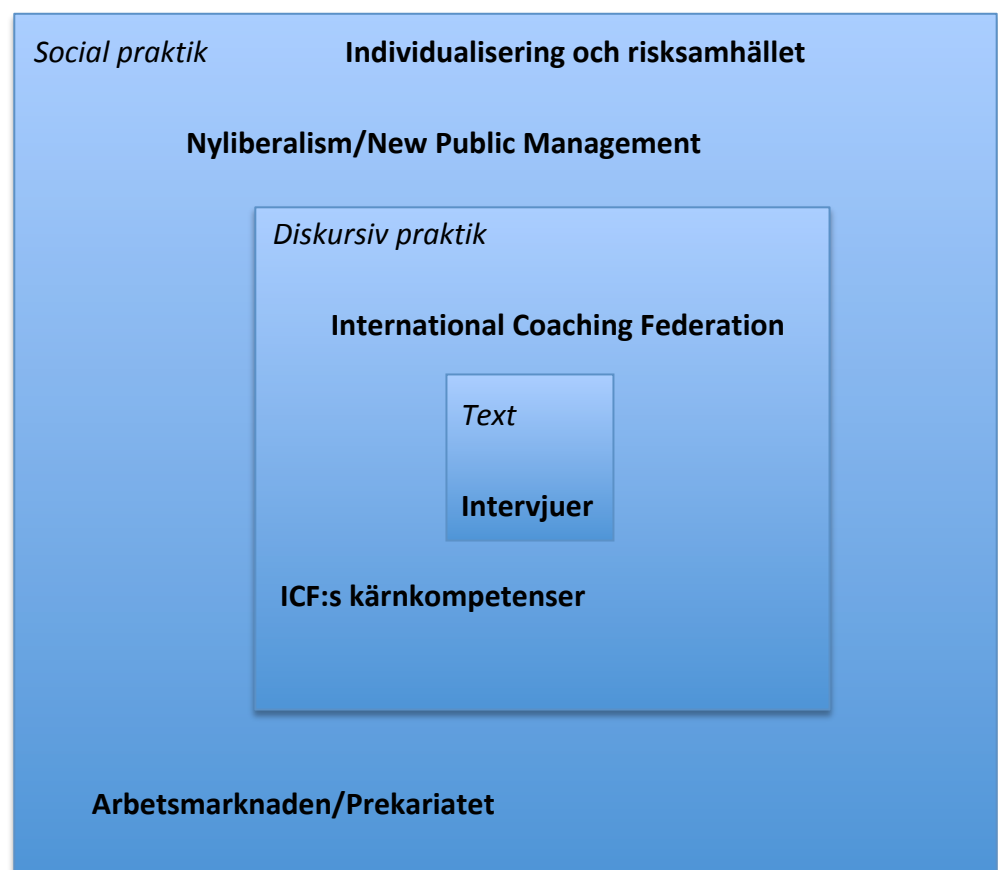 Social praktik Individualisering och risksamhället
Nyliberalism/New Public Management
Diskursiv praktik
International Coaching Federation
Text
Intervjuer
ICF:s kärnkompetenser
Arbetsmarknaden/Prekariatet